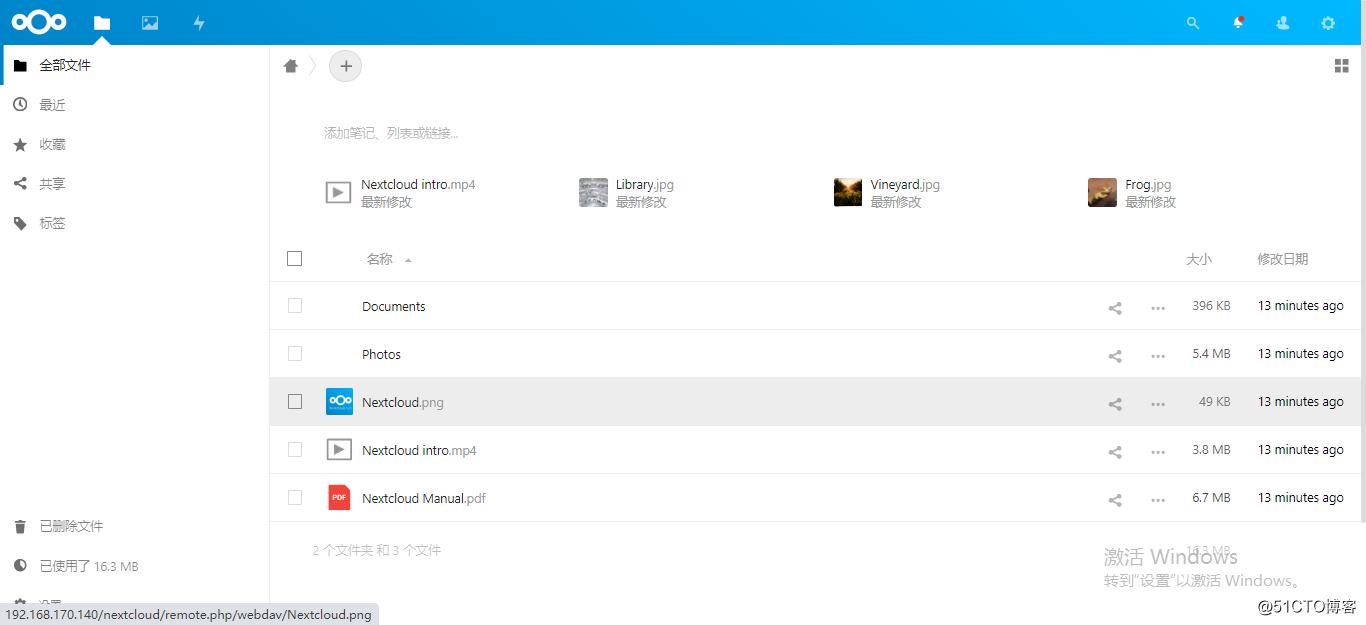 全部文件
最近
收藏
共享
标签
添加笔记、列表或链接...
Nextcloud intro.mp4
最新修改
Library.jpg
最新修改
Vineyard.jpg
最新修改
Frog.jpg
最新修改
名称 大小 修改日期
Documents 396 KB 13 minutes ago
Photos 5.4 MB 13 minutes ago
Nextcloud.png 49 KB 13 minutes ago
Nextcloud intro.mp4 3.8 MB 13 minutes ago
PDF Nextcloud Manual.pdf 6.7 MB 13 minutes ago
2 个文件夹 和 3 个文件 16.3 MB
已删除文件
已使用了 16.3 MB
设置
激活 Windows
转到"设置"以激活 Windows。
192.168.170.140/nextcloud/remote.php/webdav/Nextcloud.png
@51CTO博客